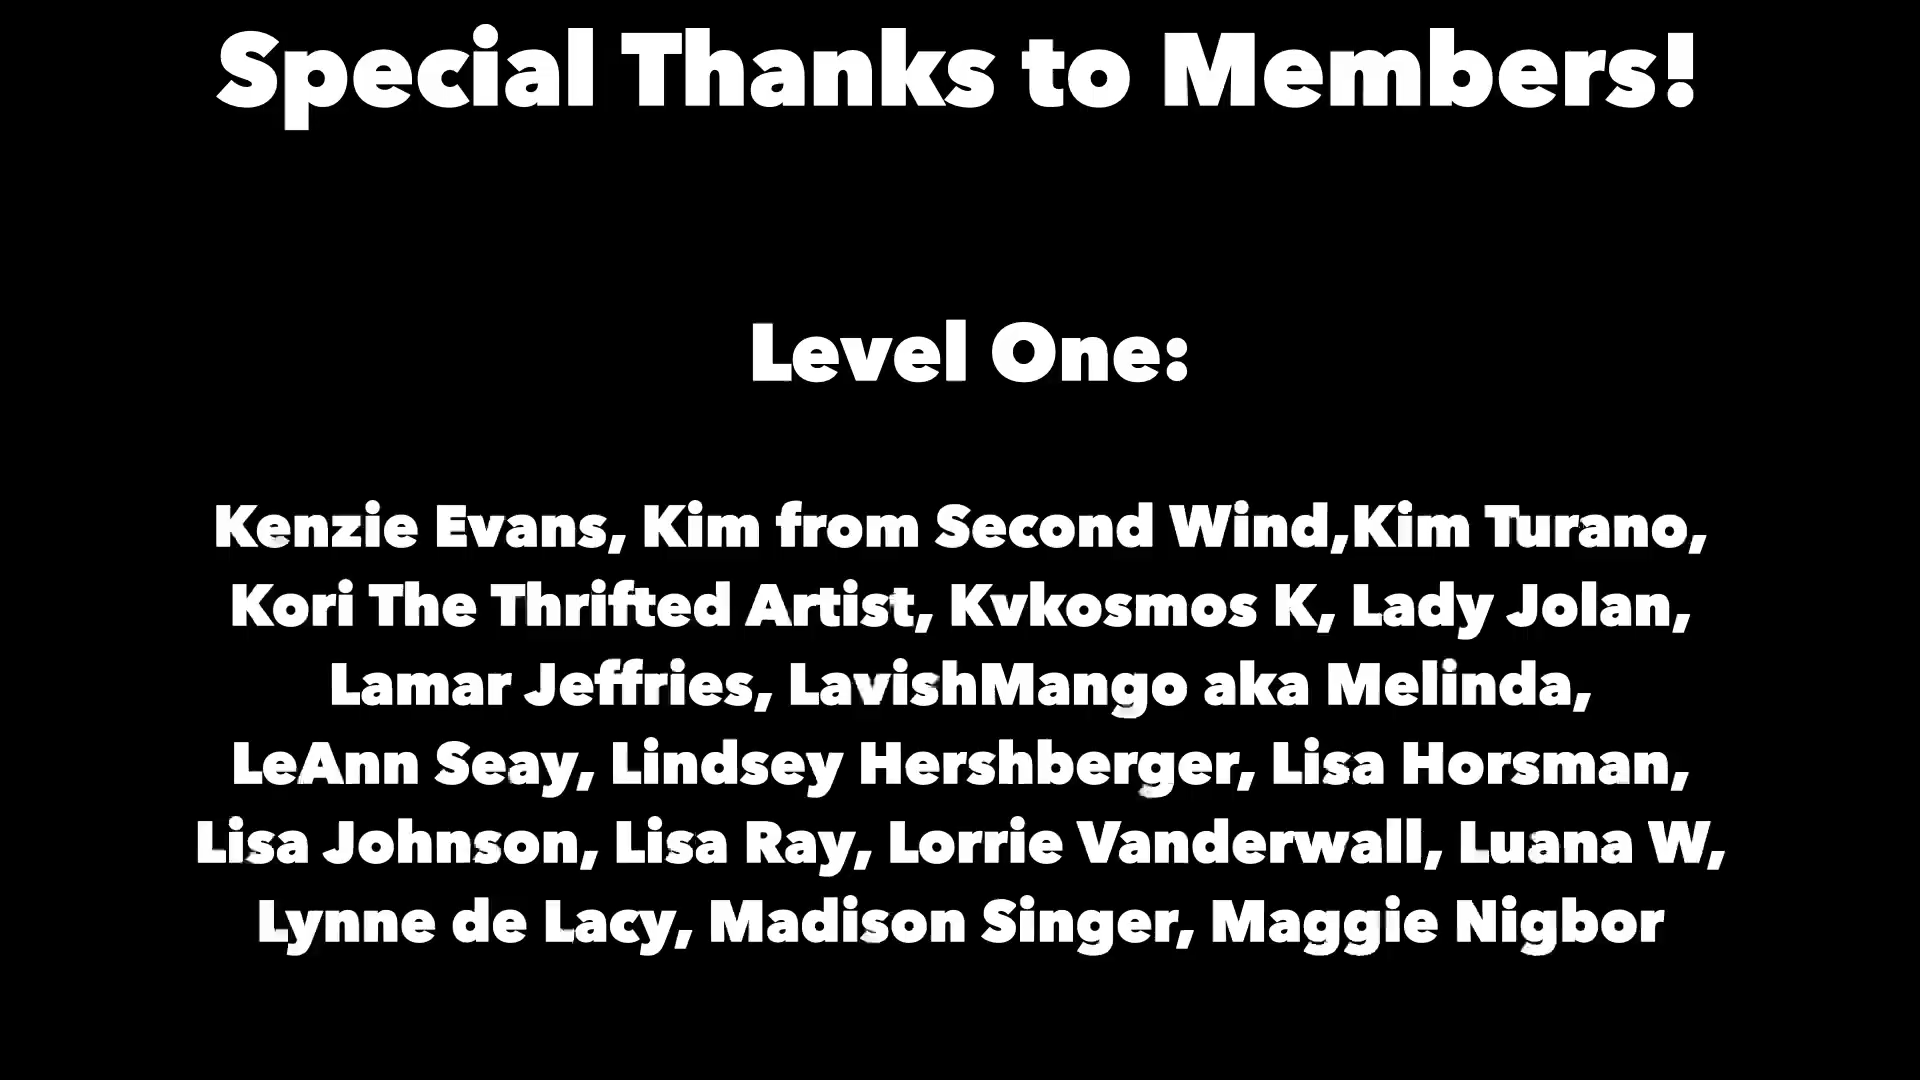 Special Thanks to Members!
Level One:
Kenzie Evans, Kim from Second Wind,Kim Turano,
Kori The Thrifted Artist, Kvkosmos K, Lady Jolan,
Lamar Jeffries, LavishMango aka Melinda,
LeAnn Seay, Lindsey Hershberger, Lisa Horsman,
Lisa Johnson, Lisa Ray, Lorrie Vanderwall, Luana W,
Lynne de Lacy, Madison Singer, Maggie Nigbor